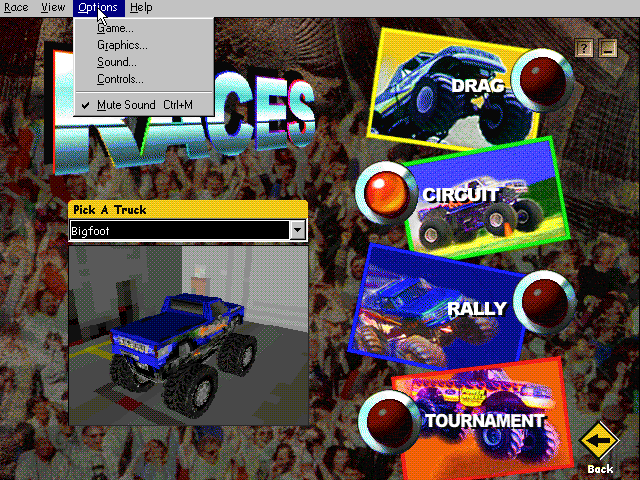 Race View Options Help
Game...
Graphics...
Sound...
Controls...
✓ Mute Sound Ctrl+M
RACES
? _
DRAG
CIRCUIT
Pick A Truck
Bigfoot
RALLY
TOURNAMENT
Back